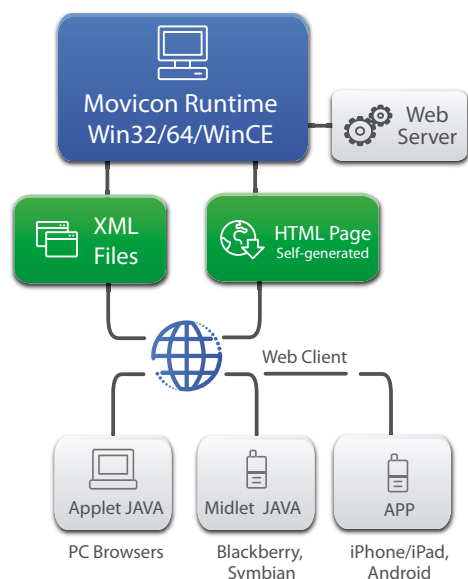 Movicon Runtime
Win32/64/WinCE
Web
Server
XML
Files
HTML Page
Self-generated
Web Client
Applet JAVA
Midlet JAVA
APP
PC Browsers
Blackberry,
Symbian
iPhone/iPad,
Android